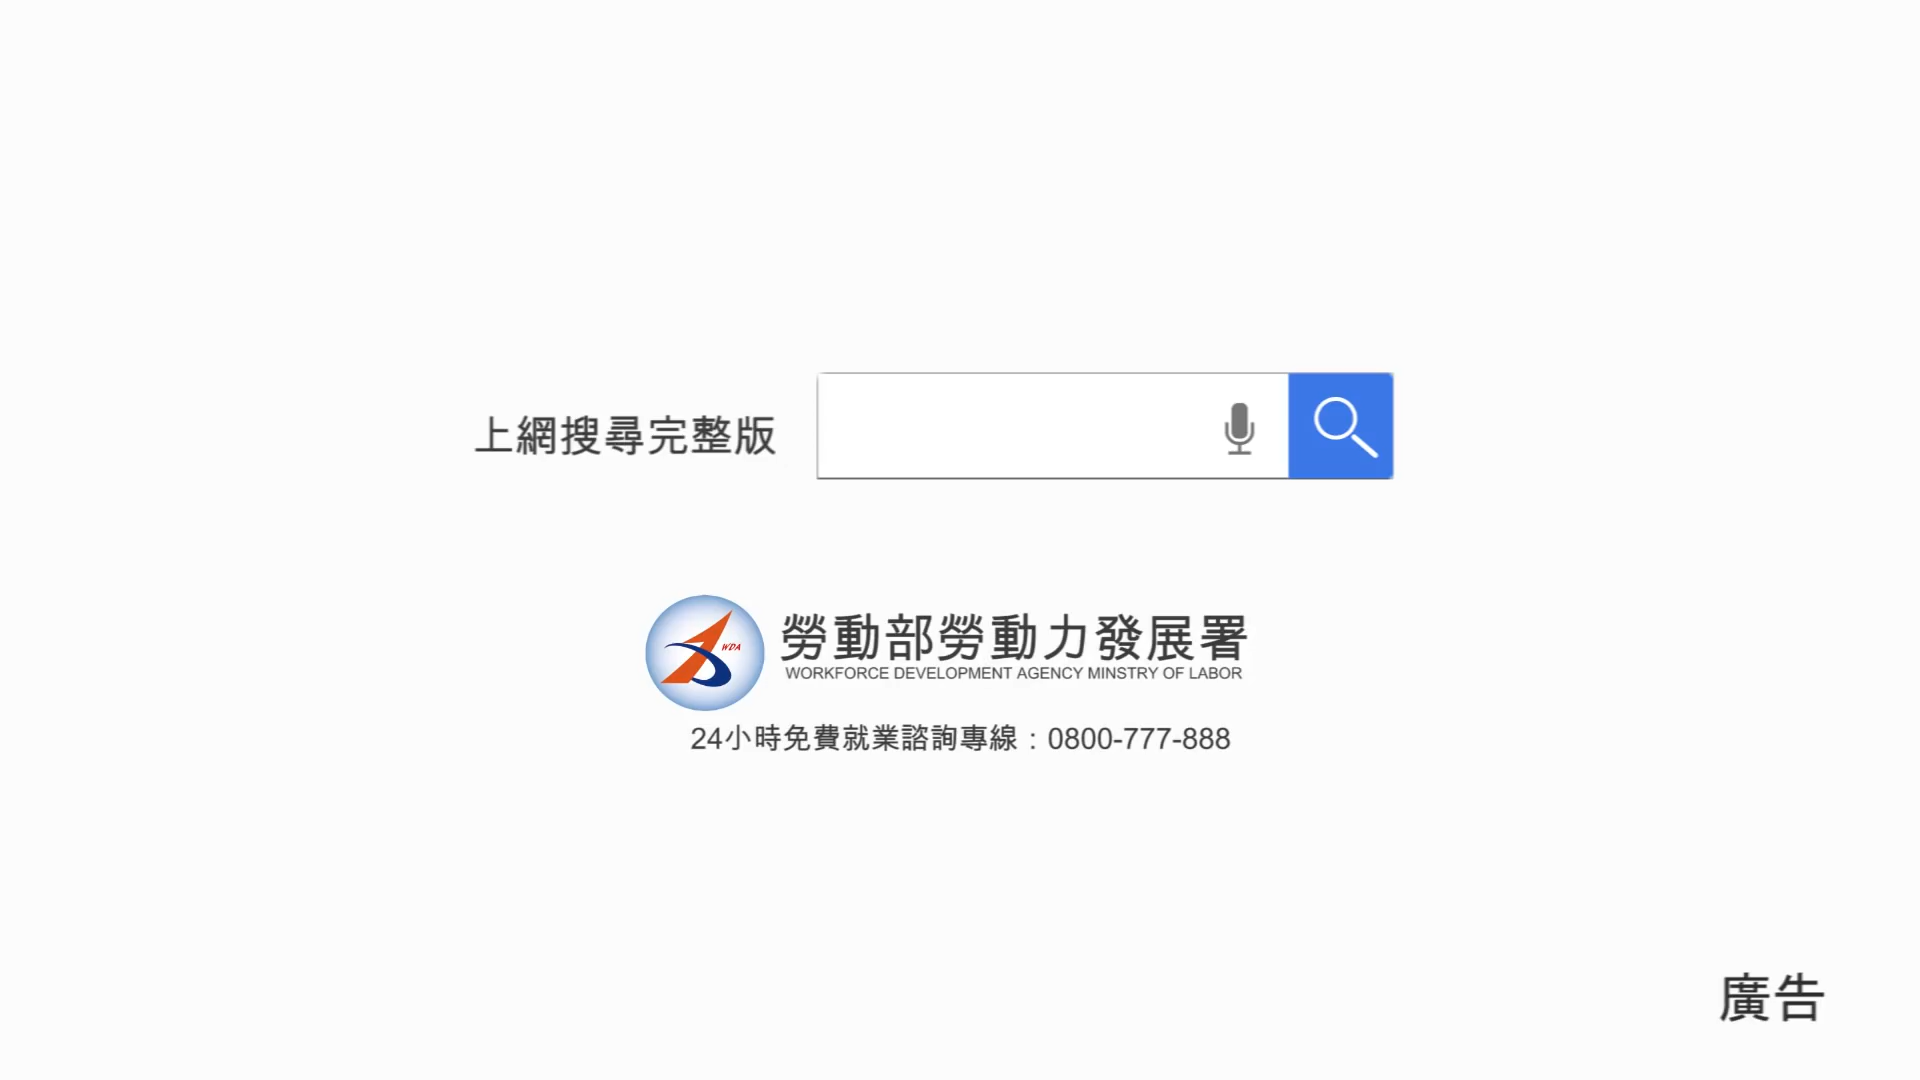 上網搜尋完整版
WDA
勞動部勞動力發展署
WORKFORCE DEVELOPMENT AGENCY MINSTRY OF LABOR
24小時免費就業諮詢專線：0800-777-888
廣告